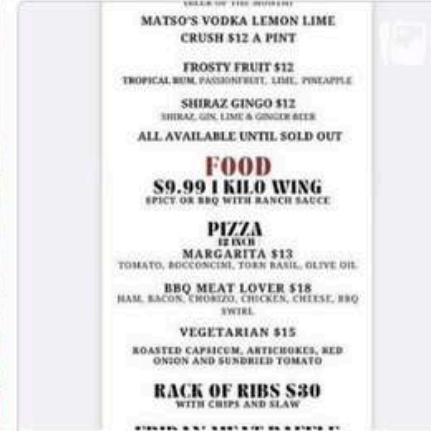 MATSO'S VODKA LEMON LIME
CRUSH $12 A PINT
FROSTY FRUIT $12
TROPICAL RUM, PASSIONFRUIT, LIME, PINEAPPLE
SHIRAZ GINGO $12
SHIRAZ, GIN, LIME & GINGER BEER
ALL AVAILABLE UNTIL SOLD OUT
FOOD
$9.99 1 KILO WING
SPICY OR BBQ WITH RANCH SAUCE
PIZZA
12 INCH
MARGARITA $13
TOMATO, BOCCONCINI, TORN BASIL, OLIVE OIL
BBQ MEAT LOVER $18
HAM, BACON, CHORIZO, CHICKEN, CHEESE, BBQ
SWIRL
VEGETARIAN $15
ROASTED CAPSICUM, ARTICHOKES, RED
ONION AND SUNDRIED TOMATO
RACK OF RIBS $30
WITH CHIPS AND SLAW